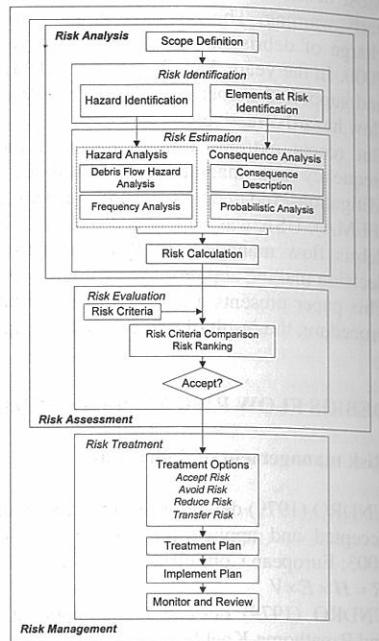 Risk Analysis
Scope Definition
Risk Identification
Hazard Identification
Elements at Risk
Identification
Risk Estimation
Hazard Analysis
Debris Flow Hazard
Analysis
Frequency Analysis
Consequence Analysis
Consequence
Description
Probabilistic Analysis
Risk Calculation
Risk Evaluation
Risk Criteria
Risk Criteria Comparison
Risk Ranking
Accept?
Risk Assessment
Risk Treatment
Treatment Options
Accept Risk
Avoid Risk
Reduce Risk
Transfer Risk
Treatment Plan
Implement Plan
Monitor and Review
Risk Management